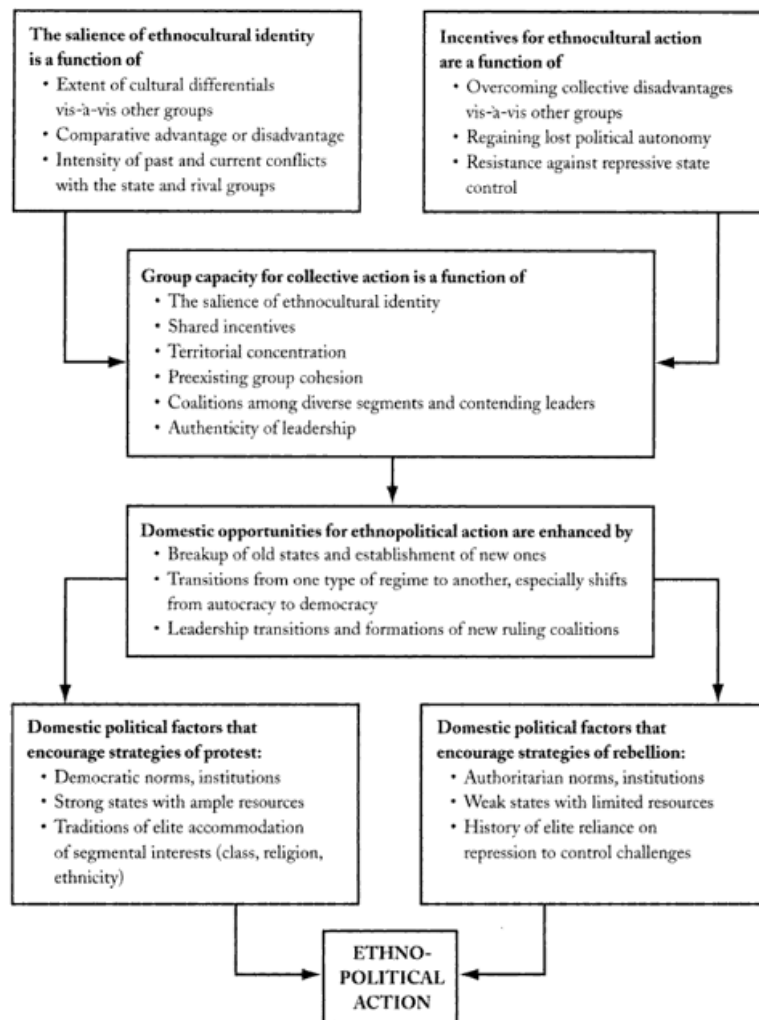 The salience of ethnocultural identity
is a function of
• Extent of cultural differentials
vis-à-vis other groups
• Comparative advantage or disadvantage
• Intensity of past and current conflicts
with the state and rival groups
Incentives for ethnocultural action
are a function of
• Overcoming collective disadvantages
vis-à-vis other groups
• Regaining lost political autonomy
• Resistance against repressive state
control
Group capacity for collective action is a function of
• The salience of ethnocultural identity
• Shared incentives
• Territorial concentration
• Preexisting group cohesion
• Coalitions among diverse segments and contending leaders
• Authenticity of leadership
Domestic opportunities for ethnopolitical action are enhanced by
• Breakup of old states and establishment of new ones
• Transitions from one type of regime to another, especially shifts
from autocracy to democracy
• Leadership transitions and formations of new ruling coalitions
Domestic political factors that
encourage strategies of protest:
• Democratic norms, institutions
• Strong states with ample resources
• Traditions of elite accommodation
of segmental interests (class, religion,
ethnicity)
Domestic political factors that
encourage strategies of rebellion:
• Authoritarian norms, institutions
• Weak states with limited resources
• History of elite reliance on
repression to control challenges
ETHNO-
POLITICAL
ACTION